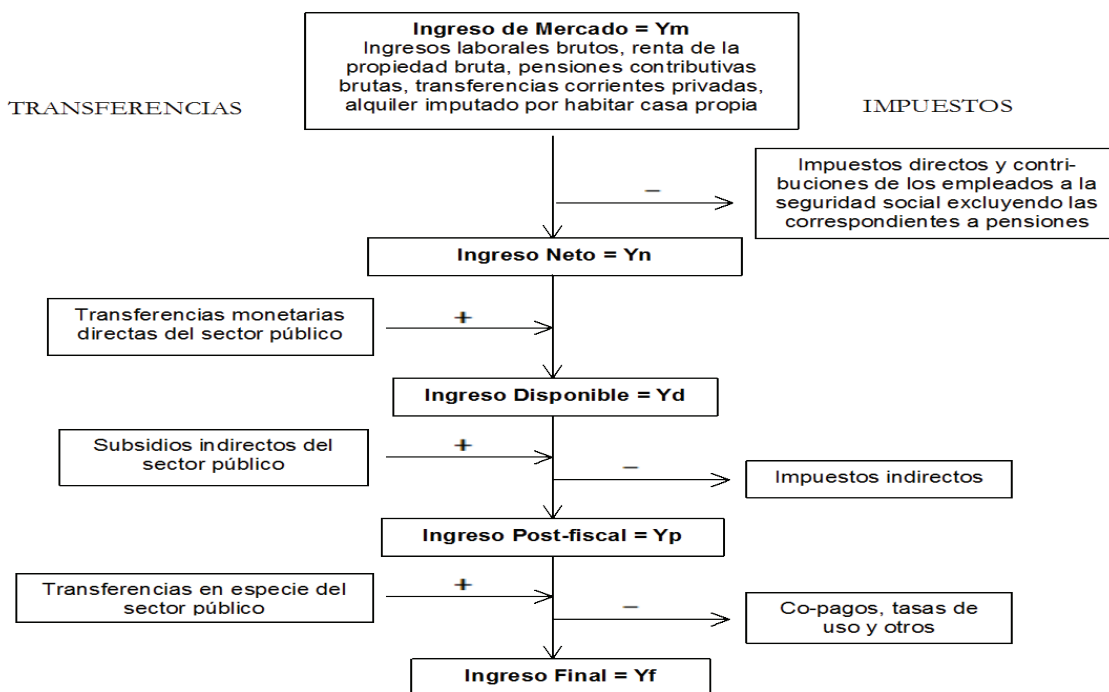 Ingreso de Mercado = Ym
Ingresos laborales brutos, renta de la
propiedad bruta, pensiones contributivas
brutas, transferencias corrientes privadas,
alquiler imputado por habitar casa propia
TRANSFERENCIAS
IMPUESTOS
−
Impuestos directos y contri-
buciones de los empleados a la
seguridad social excluyendo las
correspondientes a pensiones
Ingreso Neto = Yn
Transferencias monetarias
directas del sector público
+
Ingreso Disponible = Yd
Subsidios indirectos del
sector público
+
−
Impuestos indirectos
Ingreso Post-fiscal = Yp
Transferencias en especie del
sector público
+
−
Co-pagos, tasas de
uso y otros
Ingreso Final = Yf